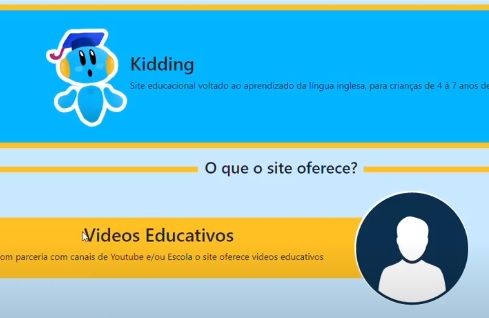 Kidding
Site educacional voltado ao aprendizado da língua inglesa, para crianças de 4 à 7 anos de
O que o site oferece?
Videos Educativos
om parceria com canais de Youtube e/ou Escola o site oferece videos educativos